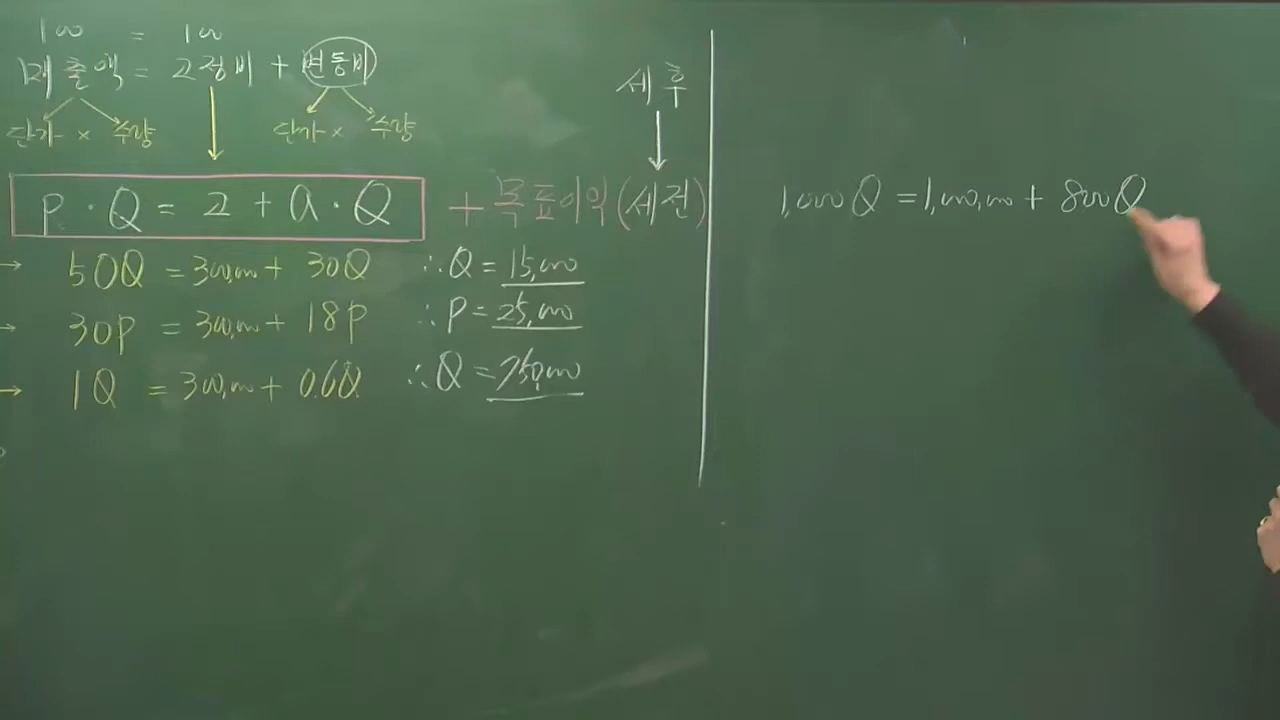 100 = 100
매출액 = 고정비 + 변동비
단가 × 수량 단가 × 수량
세후
P · Q = 고 + a · Q + 목표이익 (세전)
→ 50Q = 300,000 + 30Q ∴ Q = 15,000
→ 30P = 300,000 + 18P ∴ P = 25,000
→ 1Q = 300,000 + 0.6Q ∴ Q = 750,000
1,000Q = 1,000,000 + 800Q